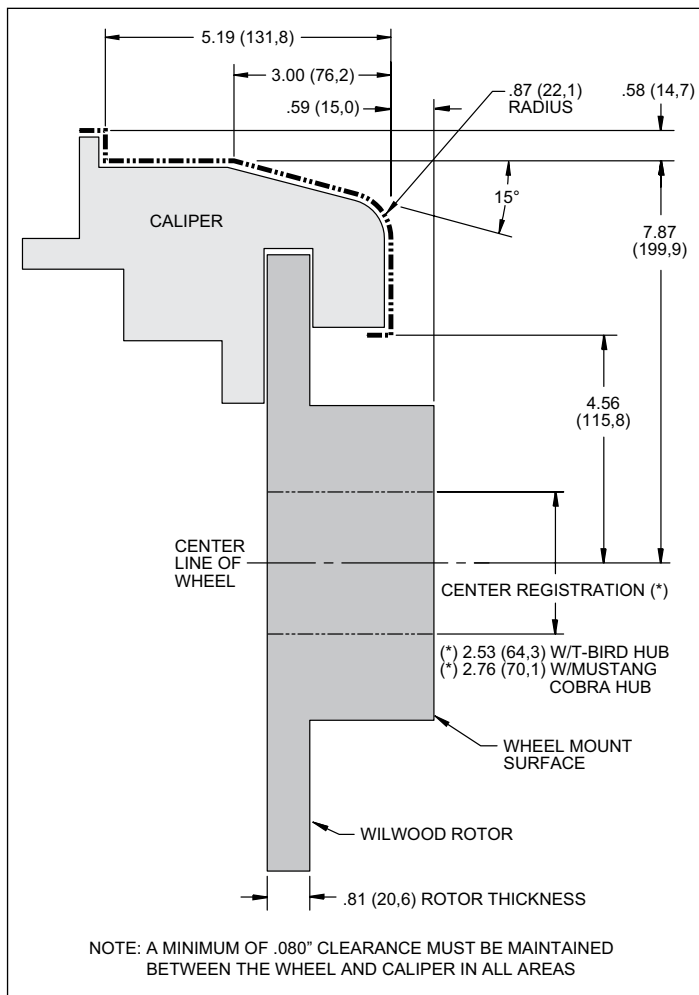 5.19 (131,8)
3.00 (76,2)
.59 (15,0)
.87 (22,1)
RADIUS
.58 (14,7)
15°
CALIPER
7.87
(199,9)
4.56
(115,8)
CENTER
LINE OF
WHEEL
CENTER REGISTRATION (*)
(*) 2.53 (64,3) W/T-BIRD HUB
(*) 2.76 (70,1) W/MUSTANG
COBRA HUB
WHEEL MOUNT
SURFACE
WILWOOD ROTOR
.81 (20,6) ROTOR THICKNESS
NOTE: A MINIMUM OF .080" CLEARANCE MUST BE MAINTAINED
BETWEEN THE WHEEL AND CALIPER IN ALL AREAS